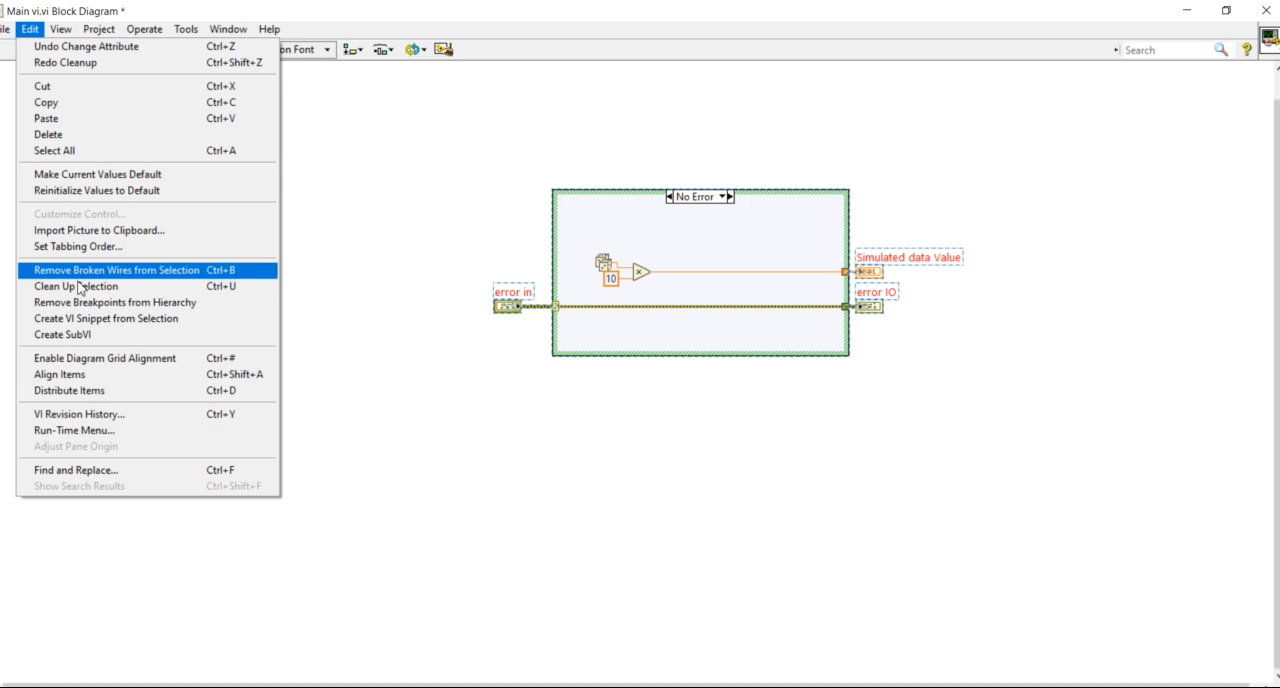 Main vi.vi Block Diagram *
Edit View Project Operate Tools Window Help
on Font
Search
Undo Change Attribute Ctrl+Z
Redo Cleanup Ctrl+Shift+Z
Cut Ctrl+X
Copy Ctrl+C
Paste Ctrl+V
Delete
Select All Ctrl+A
Make Current Values Default
Reinitialize Values to Default
Customize Control...
Import Picture to Clipboard...
Set Tabbing Order...
Remove Broken Wires from Selection Ctrl+B
Clean Up Selection Ctrl+U
Remove Breakpoints from Hierarchy
Create VI Snippet from Selection
Create SubVI
Enable Diagram Grid Alignment Ctrl+#
Align Items Ctrl+Shift+A
Distribute Items Ctrl+D
VI Revision History... Ctrl+Y
Run-Time Menu...
Adjust Pane Origin
Find and Replace... Ctrl+F
Show Search Results Ctrl+Shift+F
No Error
10
Simulated data Value
error in
error IO